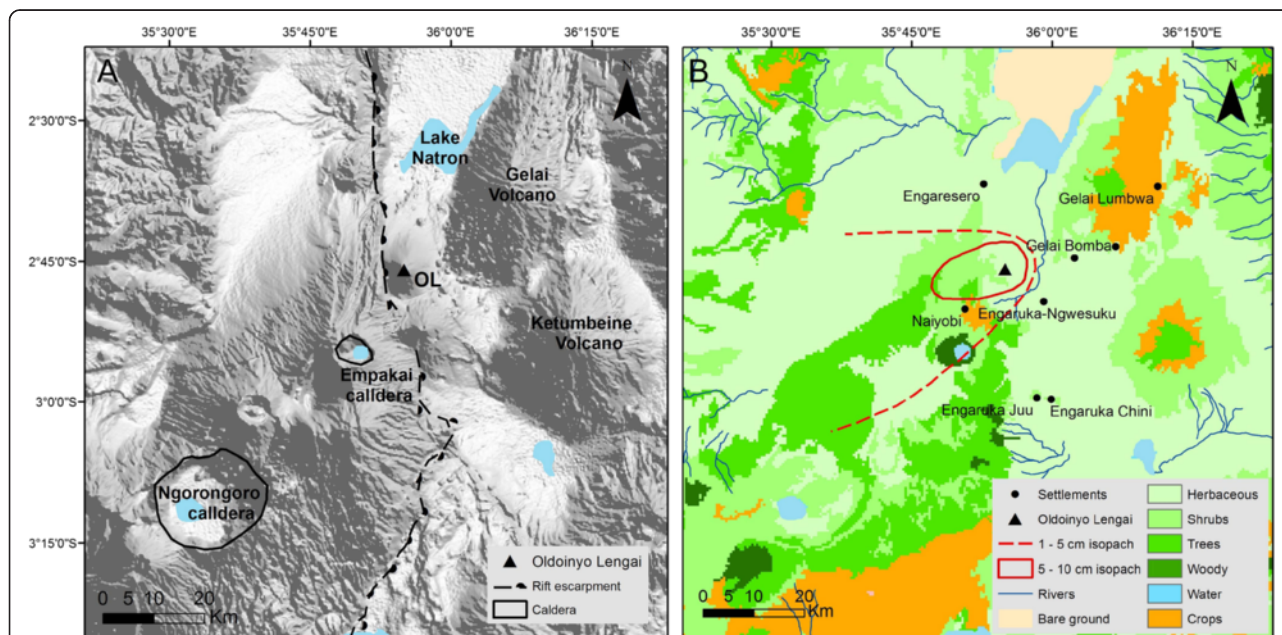 35°30'0"E
35°45'0"E
36°0'0"E
36°15'0"E
A
N
2°30'0"S
2°45'0"S
3°0'0"S
3°15'0"S
Lake
Natron
Gelai
Volcano
OL
Ketumbeine
Volcano
Empakai
calldera
Ngorongoro
calldera
Oldoinyo Lengai
Rift escarpment
Caldera
0 5 10 20
Km
35°30'0"E
35°45'0"E
36°0'0"E
36°15'0"E
B
N
Engaresero
Gelai Lumbwa
Gelai Bomba
Naiyobi
Engaruka-Ngwesuku
Engaruka Juu
Engaruka Chini
Settlements
Oldoinyo Lengai
1 - 5 cm isopach
5 - 10 cm isopach
Rivers
Bare ground
Herbaceous
Shrubs
Trees
Woody
Water
Crops
0 5 10 20
Km